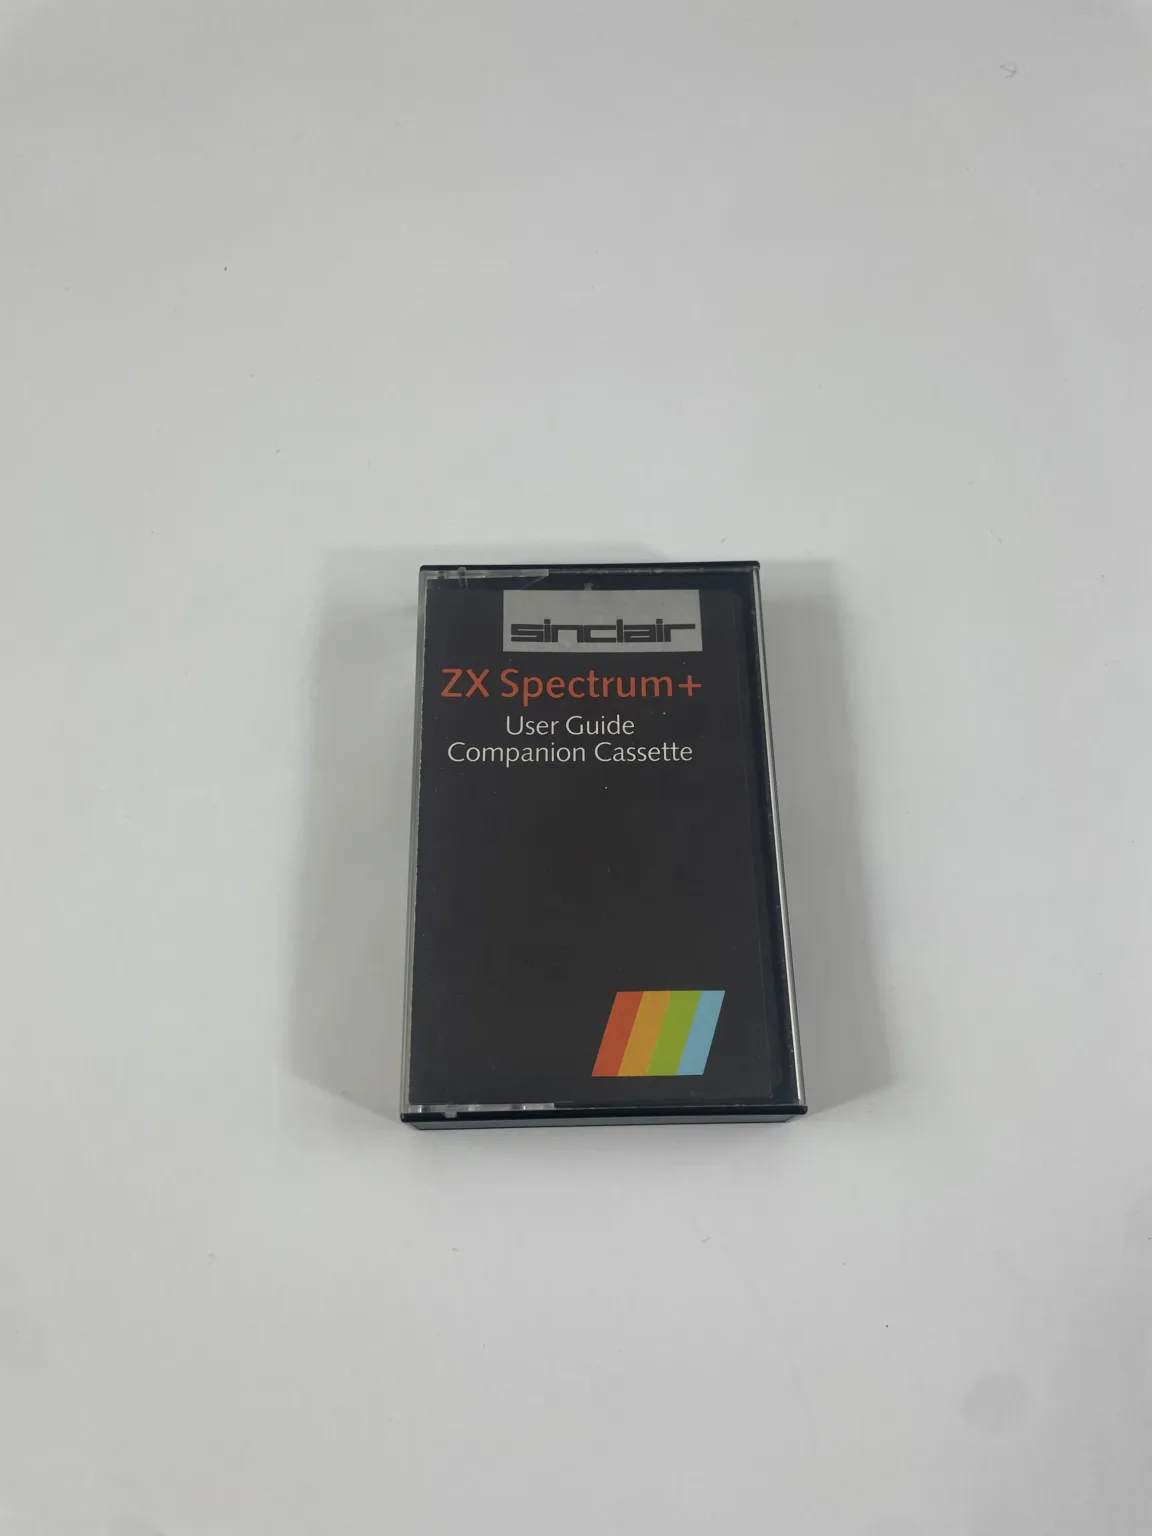 sinclair
ZX Spectrum+
User Guide
Companion Cassette